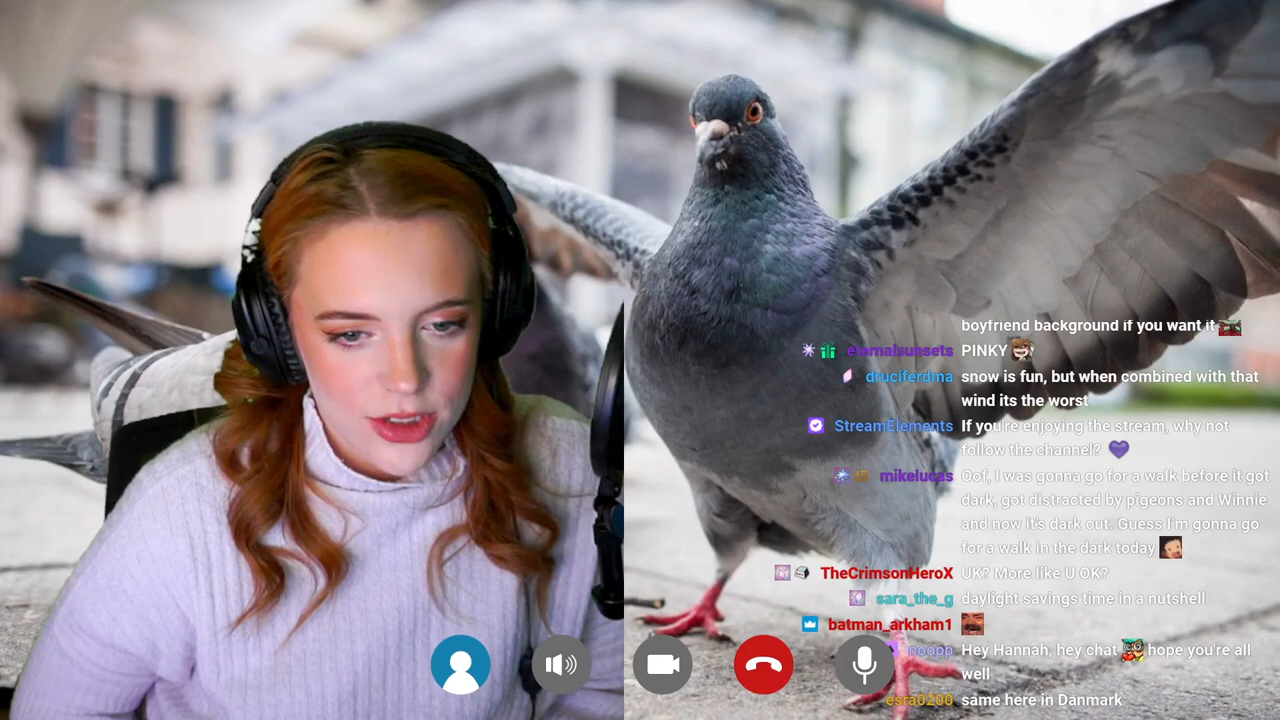 boyfriend background if you want it
eternalsunsets PINKY
druciferdma snow is fun, but when combined with that
wind its the worst
StreamElements If you're enjoying the stream, why not
follow the channel?
mikelucas Oof, I was gonna go for a walk before it got
dark, got distracted by pigeons and Winnie
and now it's dark out. Guess I'm gonna go
for a walk in the dark today
TheCrimsonHeroX UK? More like U OK?
sara_the_g daylight savings time in a nutshell
batman_arkham1
noopp Hey Hannah, hey chat hope you're all
well
esra0200 same here in Danmark